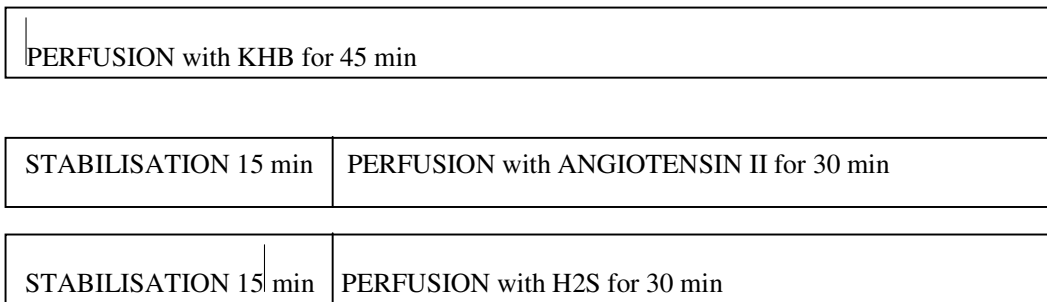 PERFUSION with KHB for 45 min
STABILISATION 15 min PERFUSION with ANGIOTENSIN II for 30 min
STABILISATION 15 min PERFUSION with H2S for 30 min